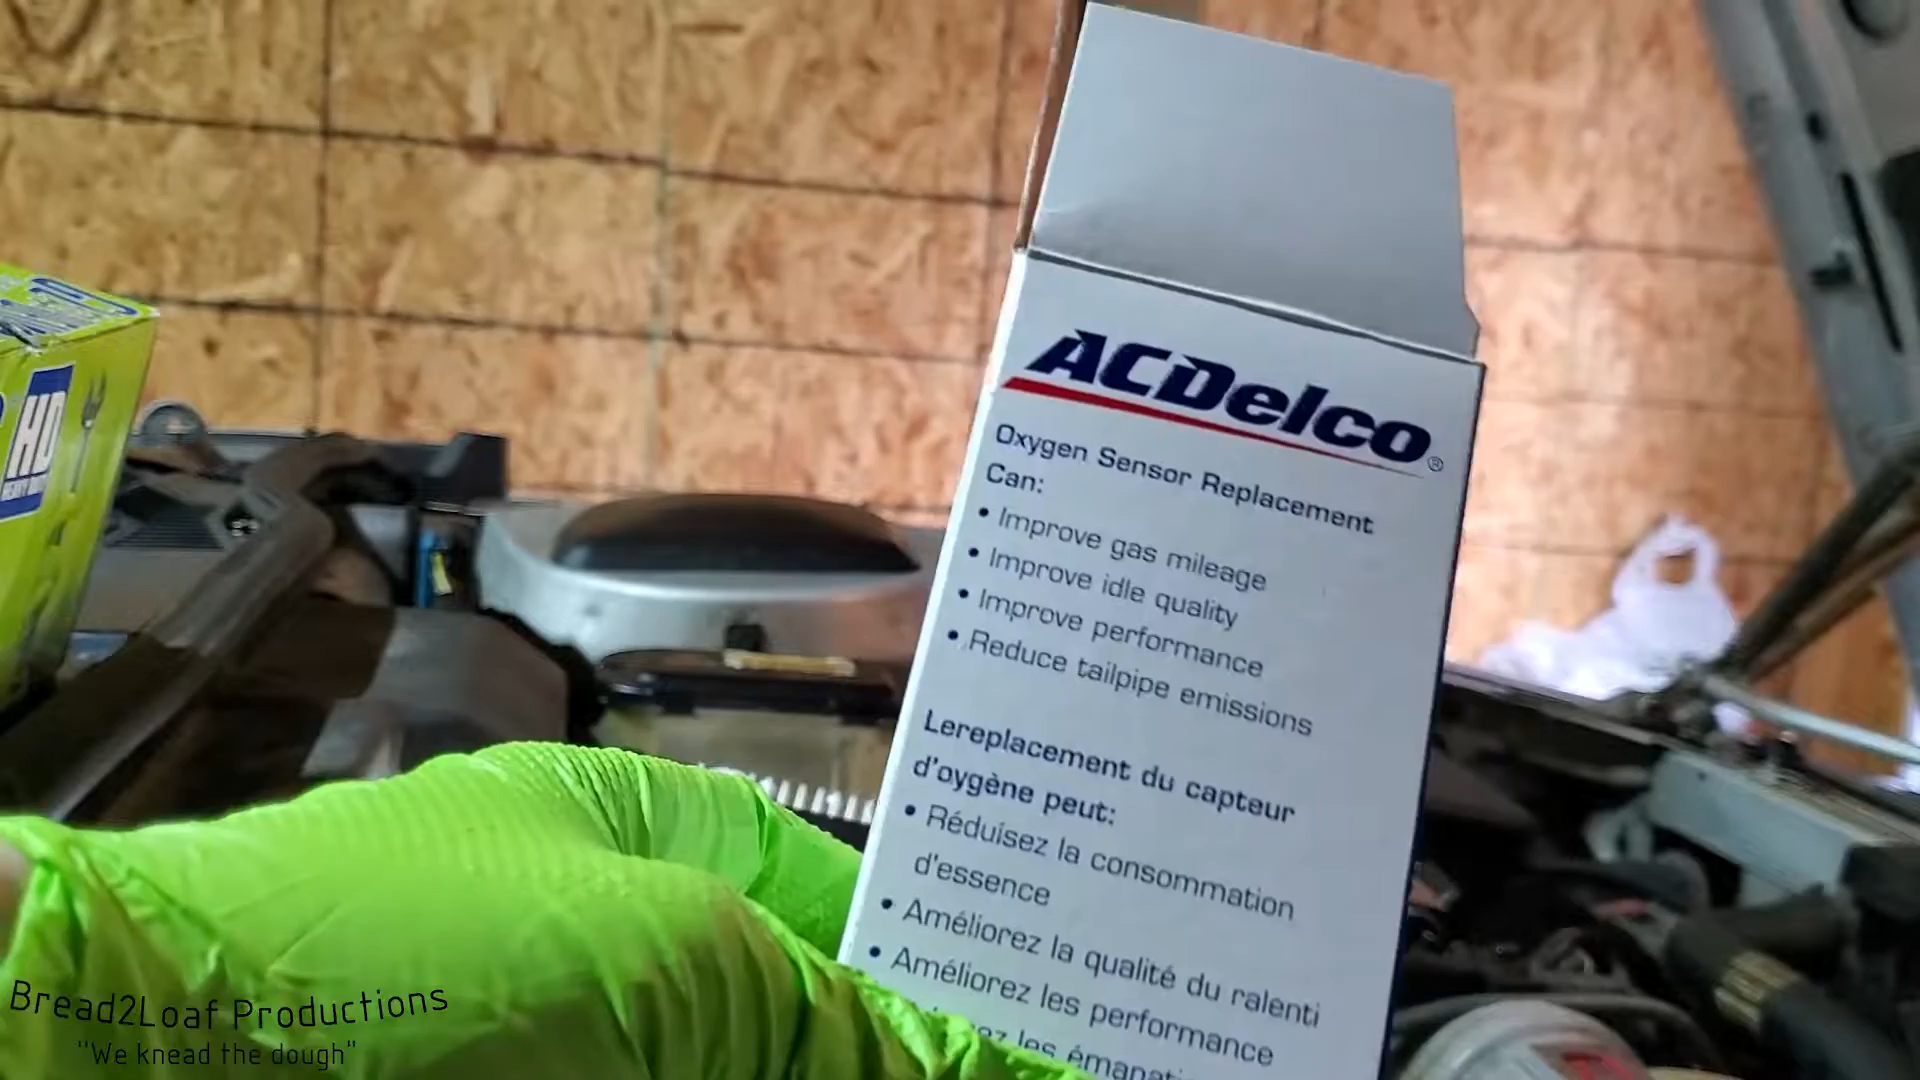 HD
ACDelco®
Oxygen Sensor Replacement
Can:
• Improve gas mileage
• Improve idle quality
• Improve performance
• Reduce tailpipe emissions
Lereplacement du capteur
d'oygène peut:
• Réduisez la consommation
d'essence
• Améliorez la qualité du ralenti
• Améliorez les performance
les
Bread2Loaf Productions
"We knead the dough"